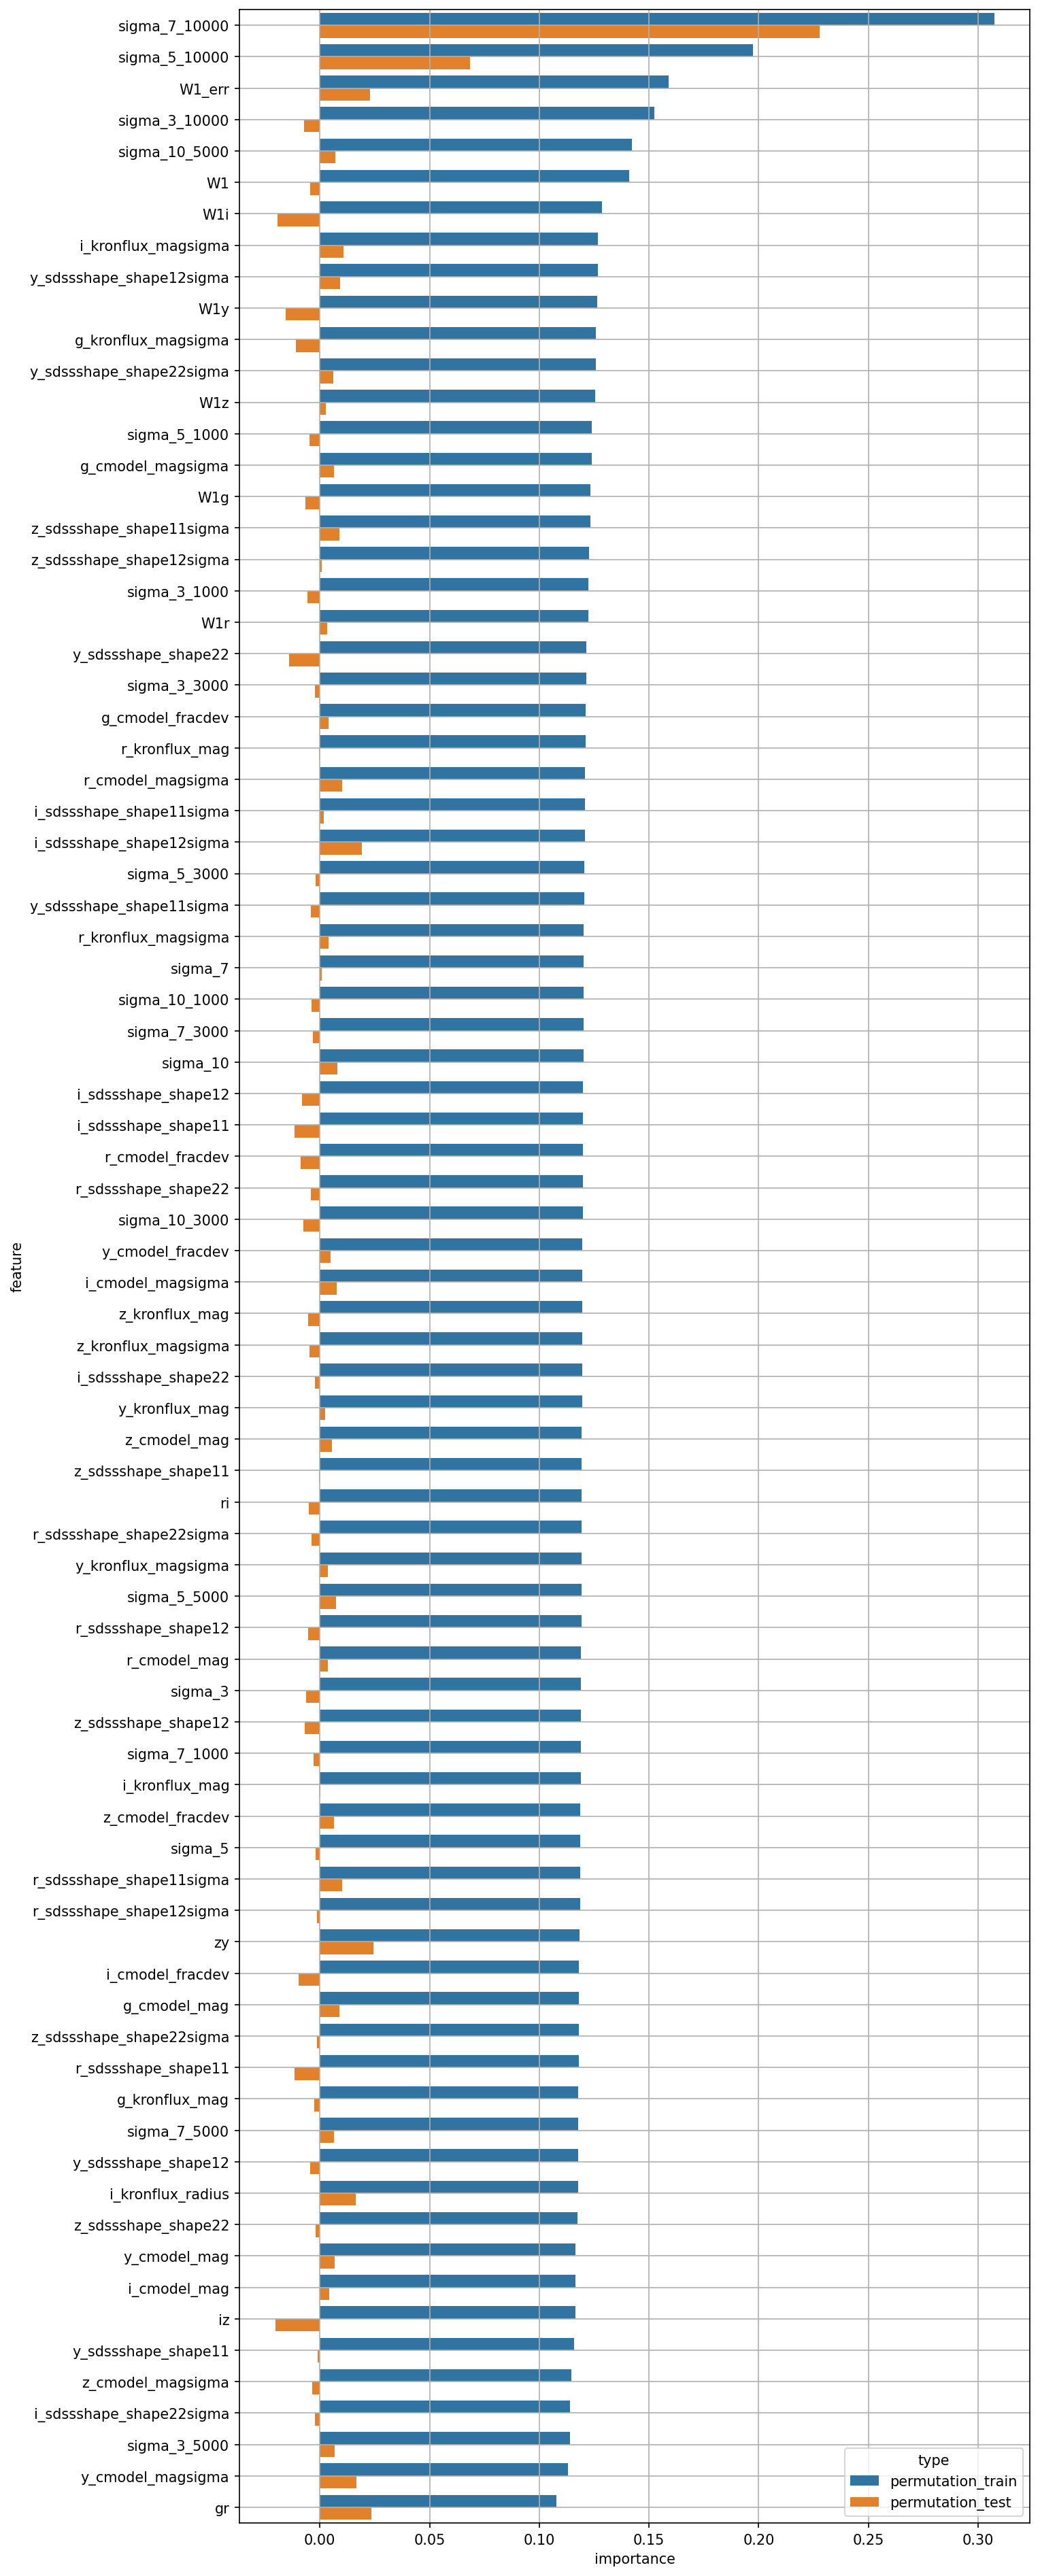 sigma_7_10000
sigma_5_10000
W1_err
sigma_3_10000
sigma_10_5000
W1
W1i
i_kronflux_magsigma
y_sdssshape_shape12sigma
W1y
g_kronflux_magsigma
y_sdssshape_shape22sigma
W1z
sigma_5_1000
g_cmodel_magsigma
W1g
z_sdssshape_shape11sigma
z_sdssshape_shape12sigma
sigma_3_1000
W1r
y_sdssshape_shape22
sigma_3_3000
g_cmodel_fracdev
r_kronflux_mag
r_cmodel_magsigma
i_sdssshape_shape11sigma
i_sdssshape_shape12sigma
sigma_5_3000
y_sdssshape_shape11sigma
r_kronflux_magsigma
sigma_7
sigma_10_1000
sigma_7_3000
sigma_10
i_sdssshape_shape12
i_sdssshape_shape11
r_cmodel_fracdev
r_sdssshape_shape22
sigma_10_3000
y_cmodel_fracdev
i_cmodel_magsigma
z_kronflux_mag
z_kronflux_magsigma
i_sdssshape_shape22
y_kronflux_mag
z_cmodel_mag
z_sdssshape_shape11
ri
r_sdssshape_shape22sigma
y_kronflux_magsigma
sigma_5_5000
r_sdssshape_shape12
r_cmodel_mag
sigma_3
z_sdssshape_shape12
sigma_7_1000
i_kronflux_mag
z_cmodel_fracdev
sigma_5
r_sdssshape_shape11sigma
r_sdssshape_shape12sigma
zy
i_cmodel_fracdev
g_cmodel_mag
z_sdssshape_shape22sigma
r_sdssshape_shape11
g_kronflux_mag
sigma_7_5000
y_sdssshape_shape12
i_kronflux_radius
z_sdssshape_shape22
y_cmodel_mag
i_cmodel_mag
iz
y_sdssshape_shape11
z_cmodel_magsigma
i_sdssshape_shape22sigma
sigma_3_5000
y_cmodel_magsigma
gr
feature
type
permutation_train
permutation_test
0.00 0.05 0.10 0.15 0.20 0.25 0.30
importance